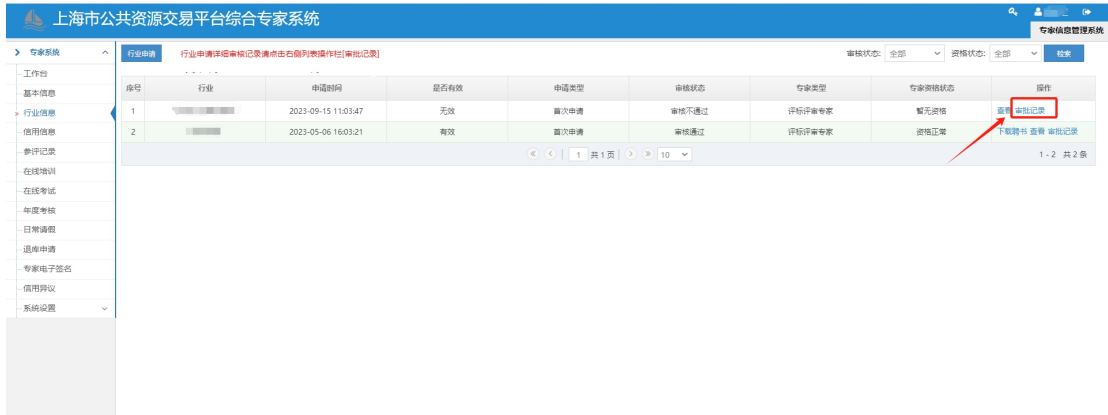 上海市公共资源交易平台综合专家系统
专家信息管理系统
专家系统
工作台
基本信息
行业信息
信用信息
参评记录
在线培训
在线考试
年度考核
日常请假
退库申请
专家电子签名
信用异议
系统设置
行业申请 行业申请详细审核记录请点击右侧列表操作栏[审批记录] 审核状态: 全部 资格状态: 全部 检索
序号 行业 申请时间 是否有效 申请类型 审核状态 专家类型 专家资格状态 操作
1 2023-09-15 11:03:47 无效 首次申请 审核不通过 评标评审专家 暂无资格 查看 审批记录
2 2023-05-06 16:03:21 有效 首次申请 审核通过 评标评审专家 资格正常 下载聘书 查看 审批记录
1 共1页 10 1 - 2 共2条